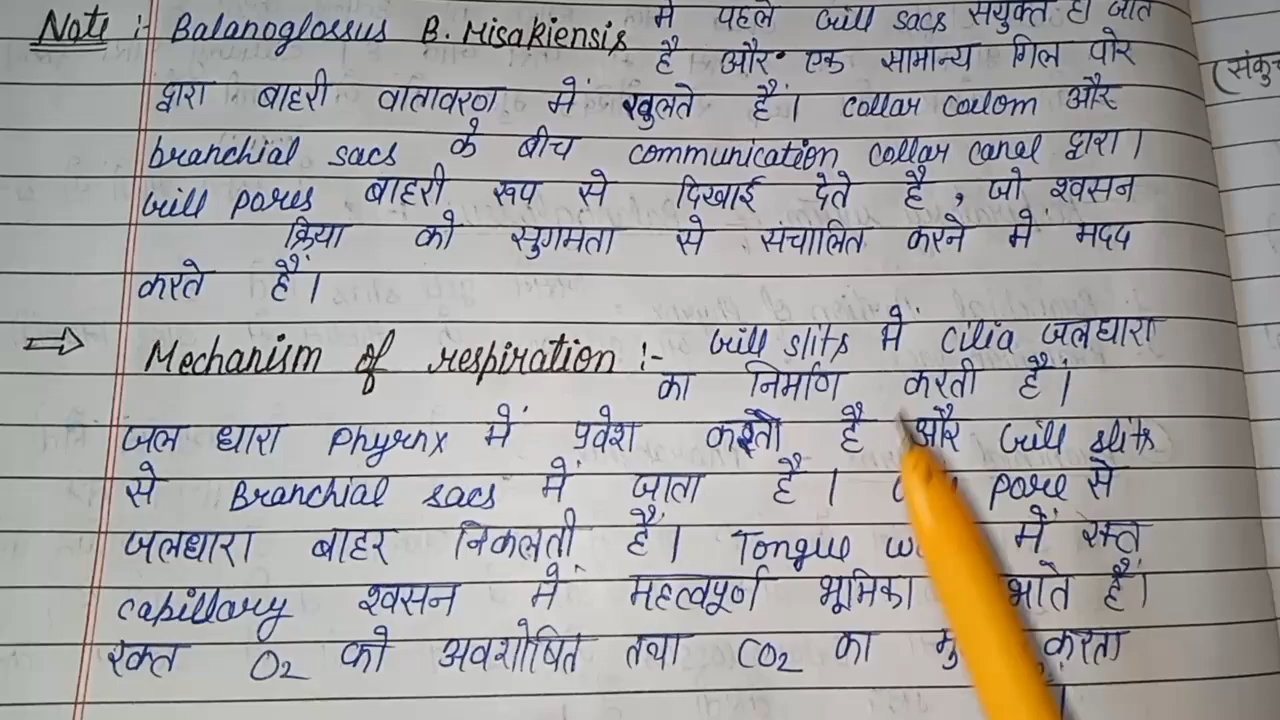 Note :- Balanoglossus B. Misakiensis में पहले Gill sacs संयुक्त हो जाते
है और एक सामान्य गिल पोर
द्वारा बाहरी वातावरण में खुलते हैं। collar coelom और
branchial sacs के बीच communication collar canal द्वारा।
Gill pores बाहरी रूप से दिखाई देते है, जो श्वसन
क्रिया को सुगमता से संचालित करने मे मदद
करते हैं।
⇒ Mechanism of respiration :- Gill slits में cilia जलधारा
का निर्माण करती हैं।
जल धारा Phyrnx में प्रवेश करती है और Gill slits
से Branchial sacs में जाता है। pore से
जलधारा बाहर निकलती हैं। Tongue में रक्त
capillary श्वसन में महत्वपूर्ण भूमिका हैं।
रक्त O2 को अवशोषित तथा CO2 का करता
(संकुच